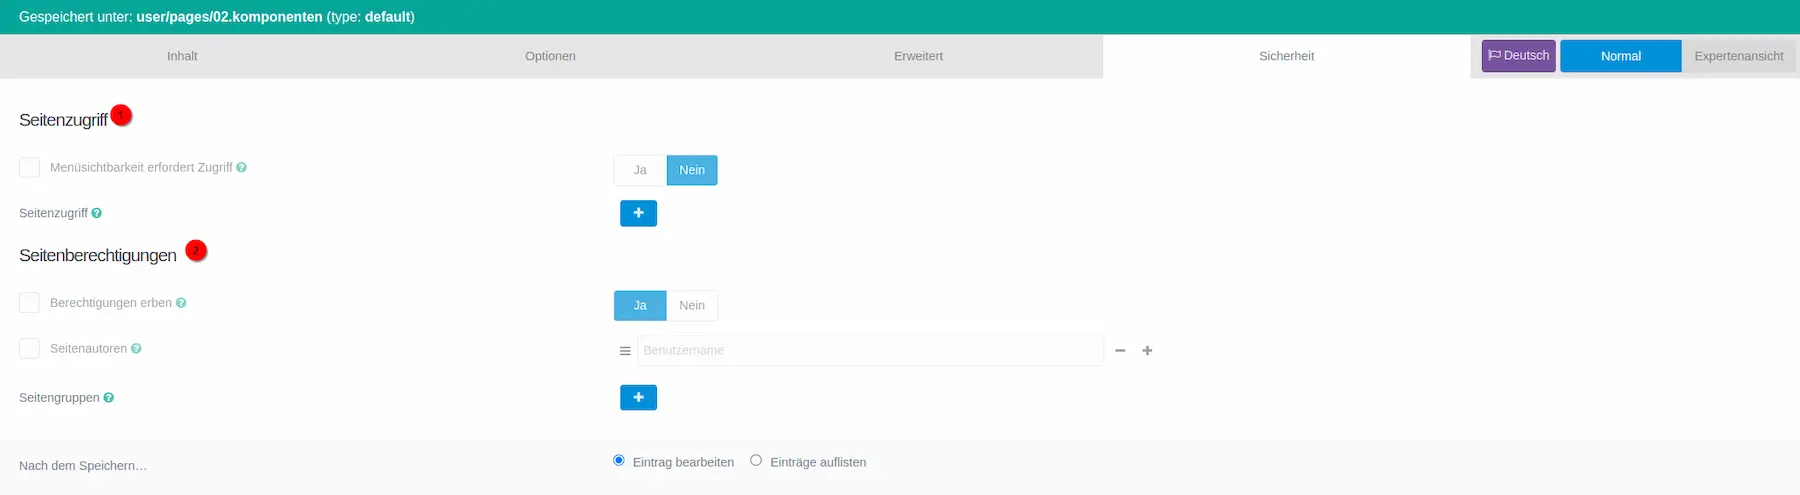 Gespeichert unter: user/pages/02.komponenten (type: default)
Inhalt Optionen Erweitert Sicherheit Deutsch Normal Expertenansicht
Seitenzugriff 1
Menüsichtbarkeit erfordert Zugriff ? Ja Nein
Seitenzugriff ? +
Seitenberechtigungen 2
Berechtigungen erben ? Ja Nein
Seitenautoren ? Benutzername − +
Seitengruppen ? +
Nach dem Speichern… Eintrag bearbeiten Einträge auflisten